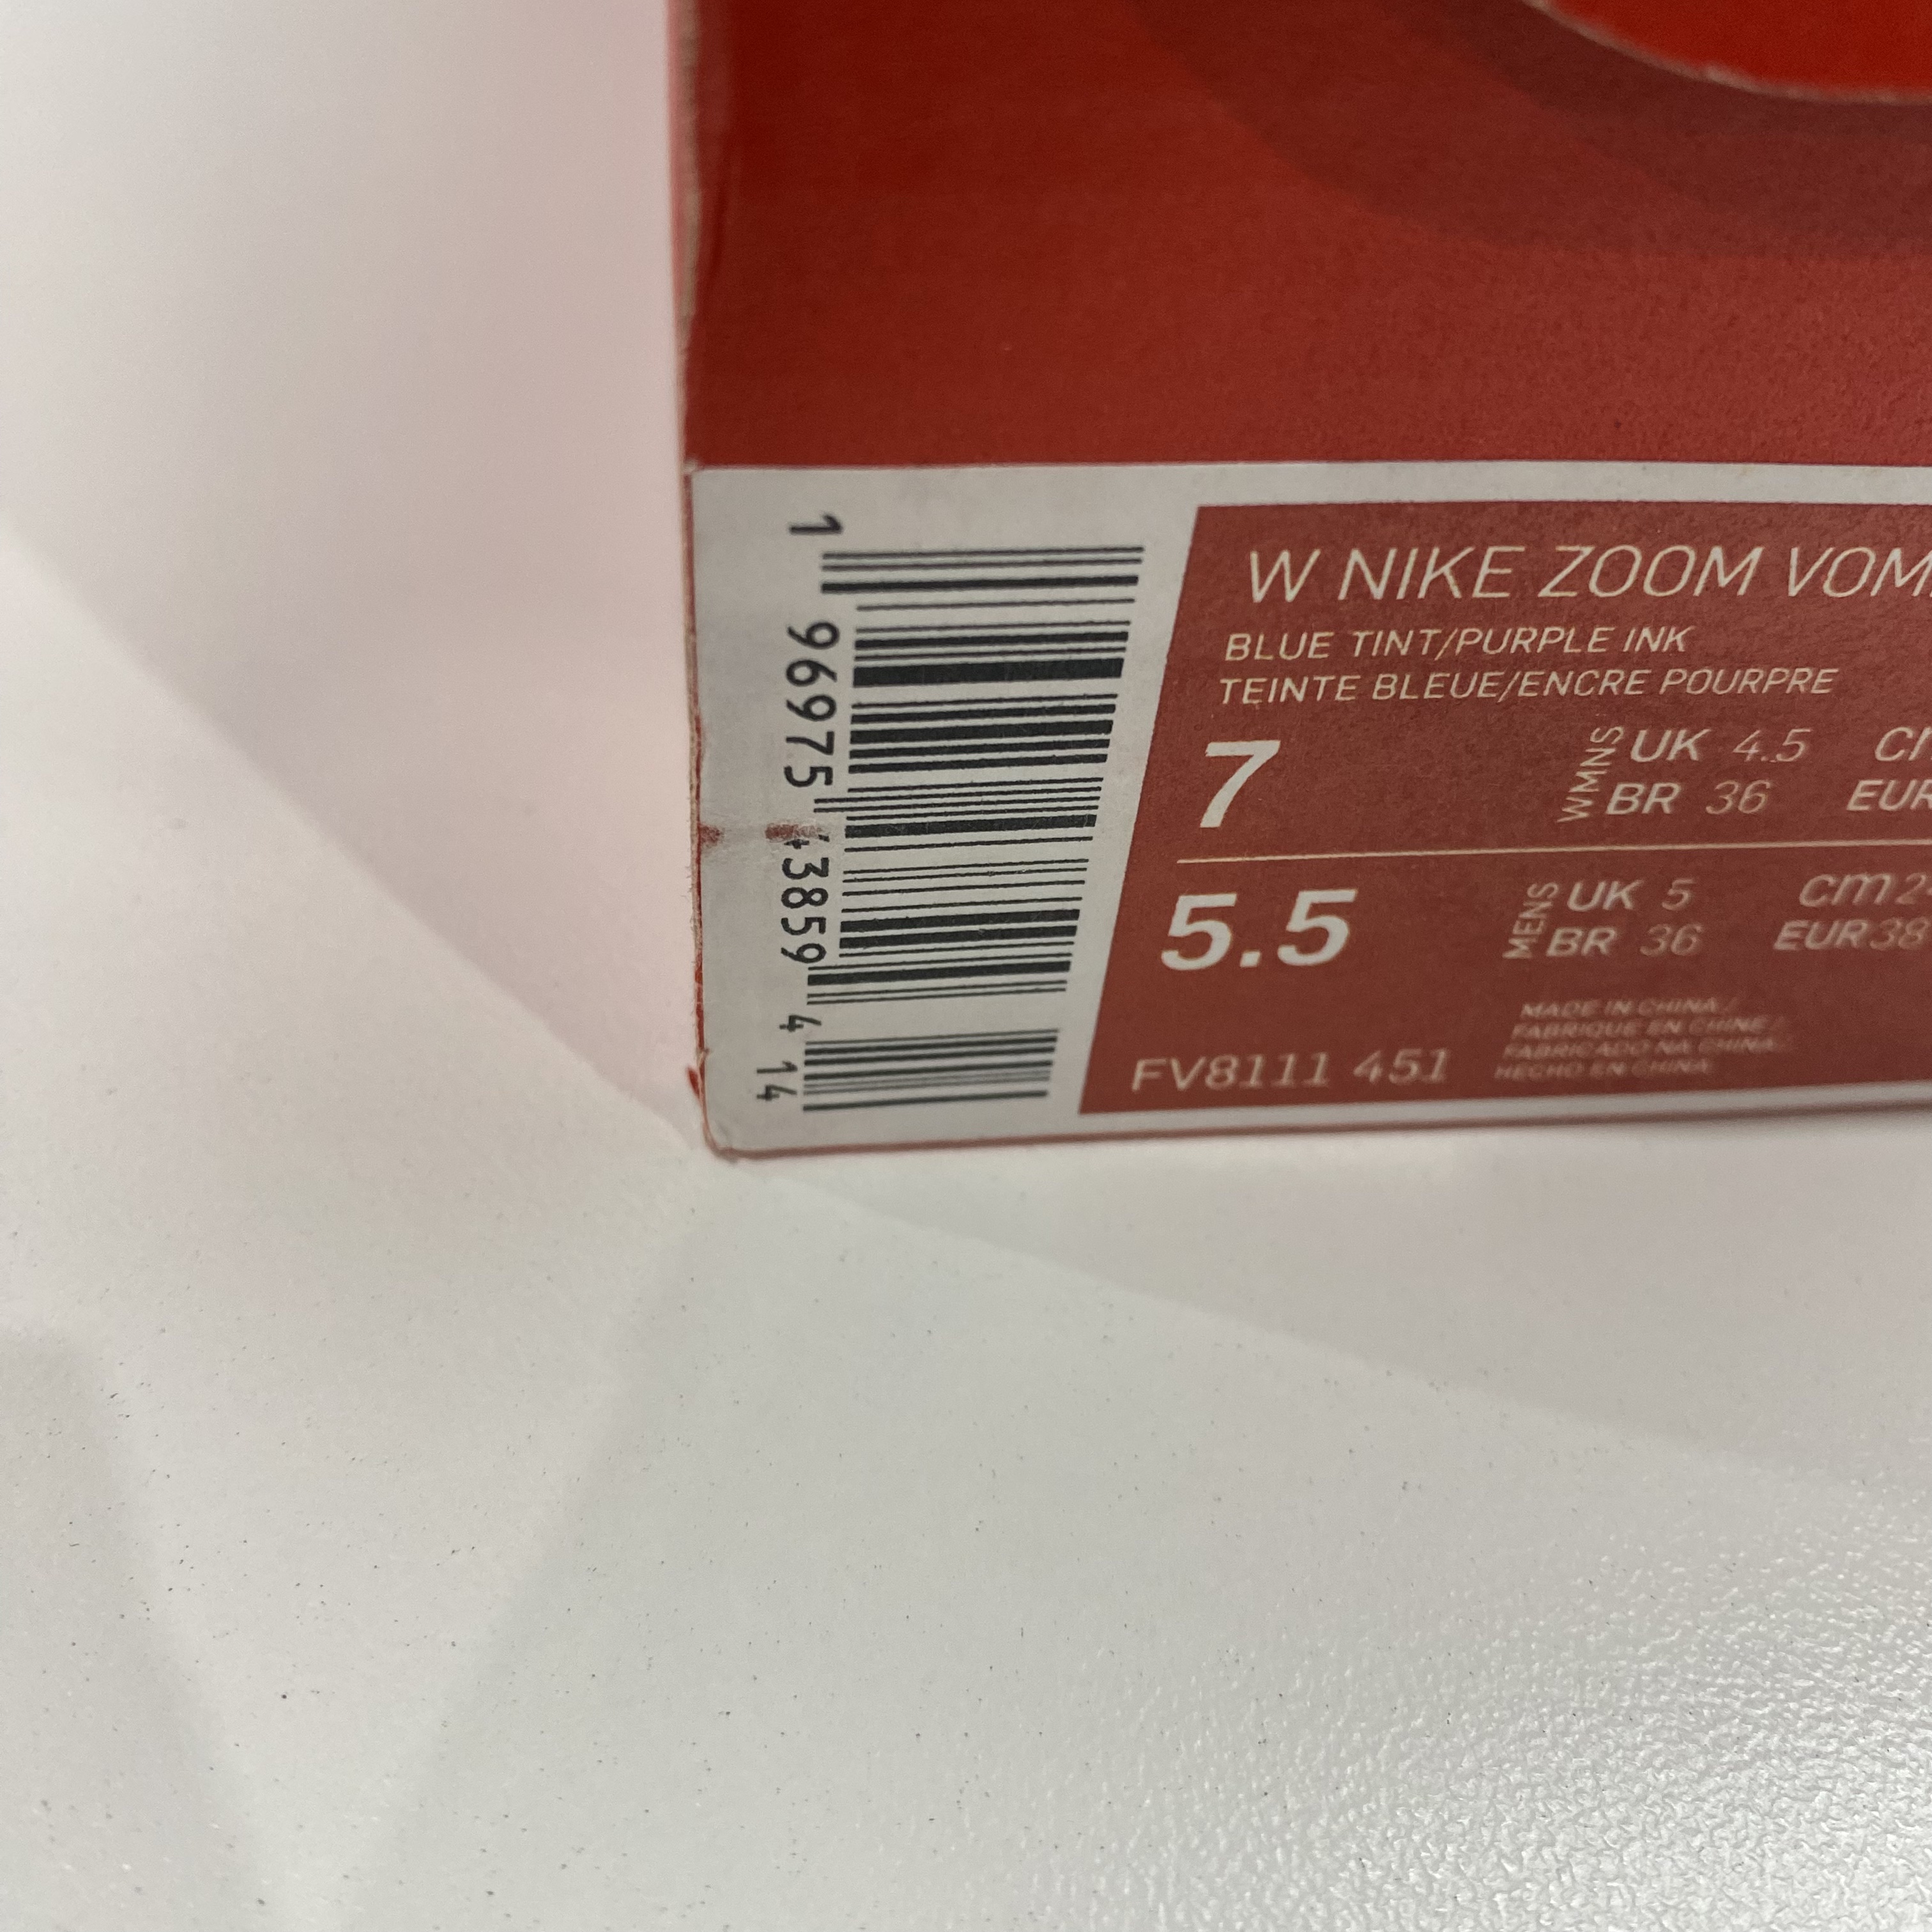 1 96975 43859 4 14
W NIKE ZOOM VOM
BLUE TINT/PURPLE INK
TEINTE BLEUE/ENCRE POURPRE
7
WMNS
UK 4.5
BR 36
EUR
5.5
MENS
UK 5 cm2
BR 36 EUR38
FV8111 451
MADE IN CHINA /
FABRIQUE EN CHINE /
FABRICADO NA CHINA /
HECHO EN CHINA